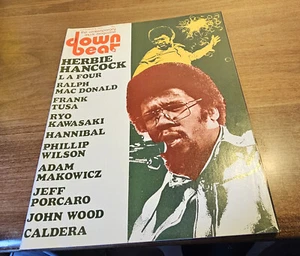 down
beat
HERBIE
HANCOCK
L A FOUR
RALPH
MAC DONALD
FRANK
TUSA
RYO
KAWASAKI
HANNIBAL
PHILLIP
WILSON
ADAM
MAKOWICZ
JEFF
PORCARO
JOHN WOOD
CALDERA